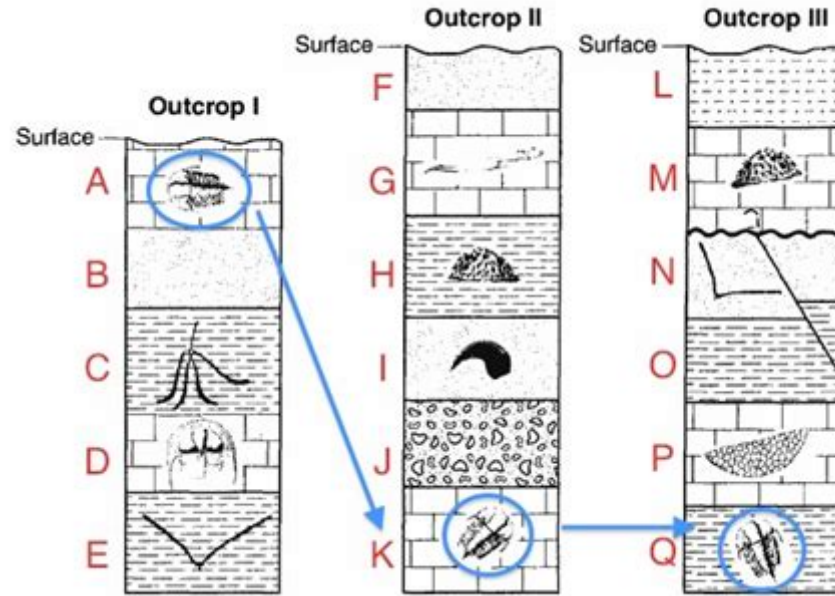 Outcrop I
Surface
A
B
C
D
E
Outcrop II
Surface
F
G
H
I
J
K
Outcrop III
Surface
L
M
N
O
P
Q